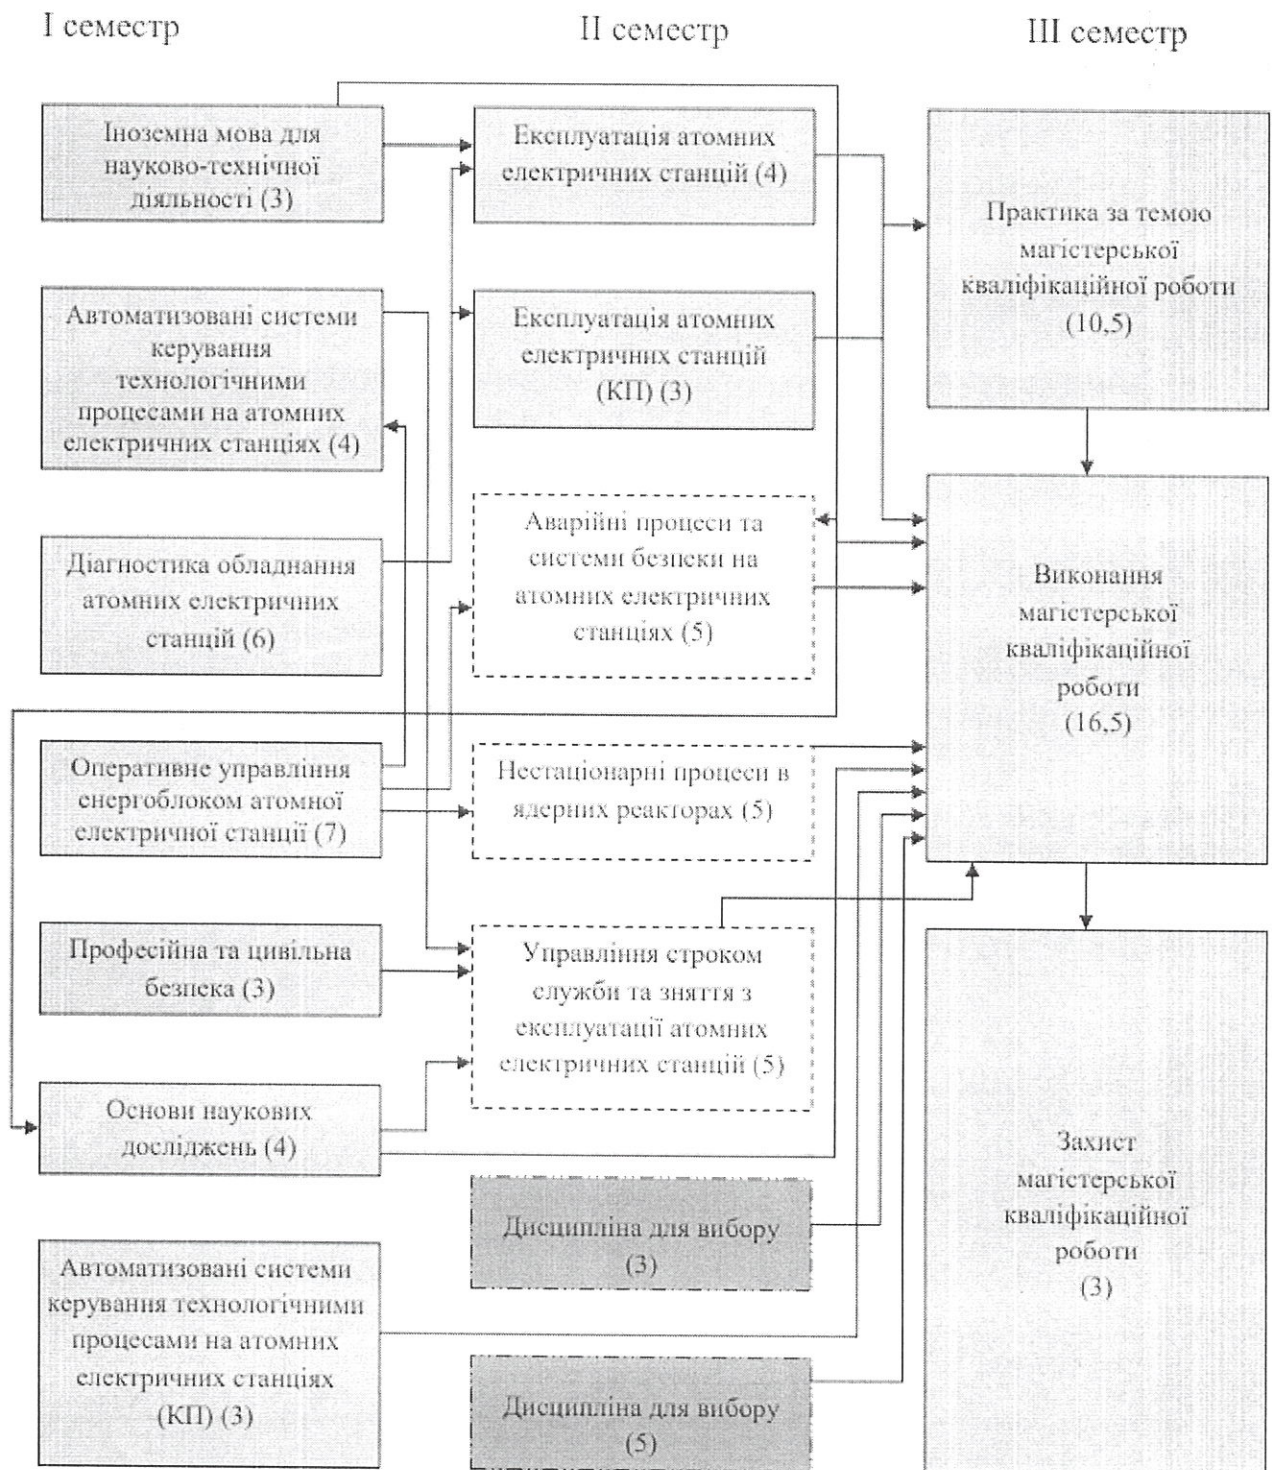 I семестр
II семестр
III семестр
Іноземна мова для
науково-технічної
діяльності (3)
Автоматизовані системи
керування
технологічними
процесами на атомних
електричних станціях (4)
Діагностика обладнання
атомних електричних
станцій (6)
Оперативне управління
енергоблоком атомної
електричної станції (7)
Професійна та цивільна
безпека (3)
Основи наукових
досліджень (4)
Автоматизовані системи
керування технологічними
процесами на атомних
електричних станціях
(КП) (3)
Експлуатація атомних
електричних станцій (4)
Експлуатація атомних
електричних станцій
(КП) (3)
Аварійні процеси та
системи безпеки на
атомних електричних
станціях (5)
Нестаціонарні процеси в
ядерних реакторах (5)
Управління строком
служби та зняття з
експлуатації атомних
електричних станцій (5)
Дисципліна для вибору
(3)
Дисципліна для вибору
(5)
Практика за темою
магістерської
кваліфікаційної роботи
(10,5)
Виконання
магістерської
кваліфікаційної
роботи
(16,5)
Захист
магістерської
кваліфікаційної
роботи
(3)